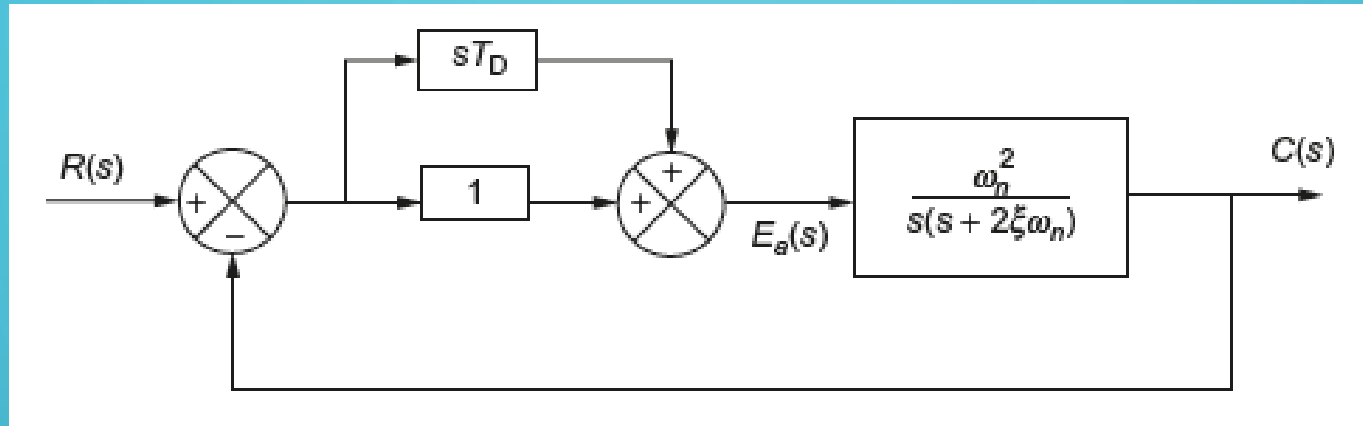 sT_D
R(s)
+
−
1
+
+
E_a(s)
ω_n^2
s(s + 2ξω_n)
C(s)